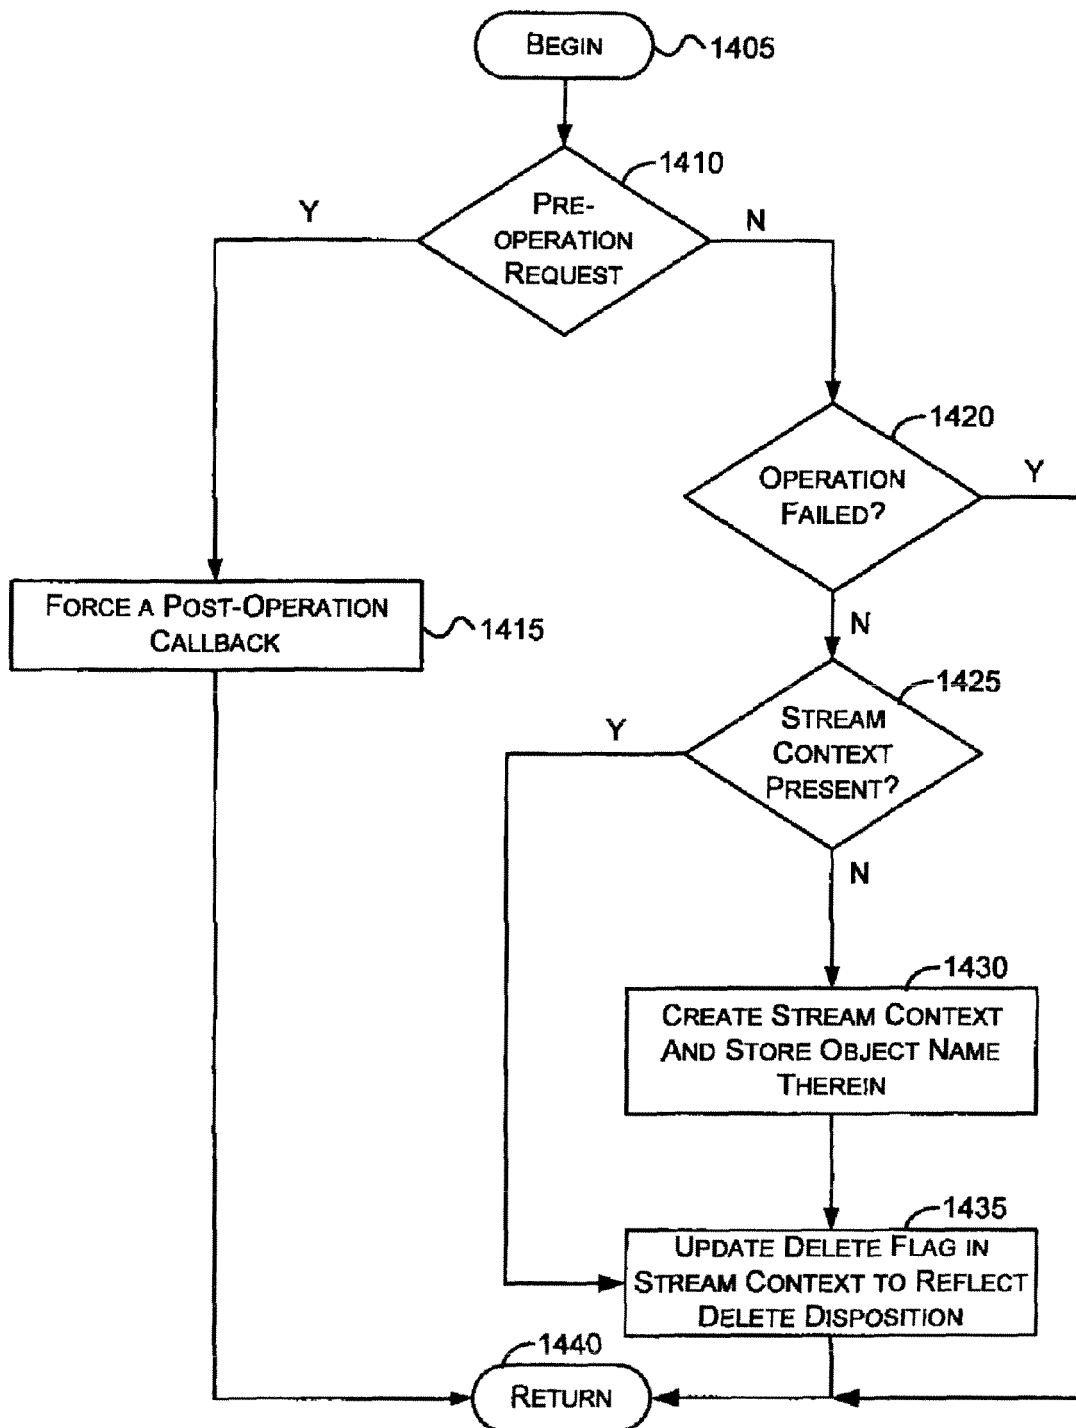 BEGIN
1405
1410
PRE-
OPERATION
REQUEST
Y
N
1420
OPERATION
FAILED?
Y
N
FORCE A POST-OPERATION
CALLBACK
1415
1425
STREAM
CONTEXT
PRESENT?
Y
N
1430
CREATE STREAM CONTEXT
AND STORE OBJECT NAME
THEREIN
1435
UPDATE DELETE FLAG IN
STREAM CONTEXT TO REFLECT
DELETE DISPOSITION
1440
RETURN